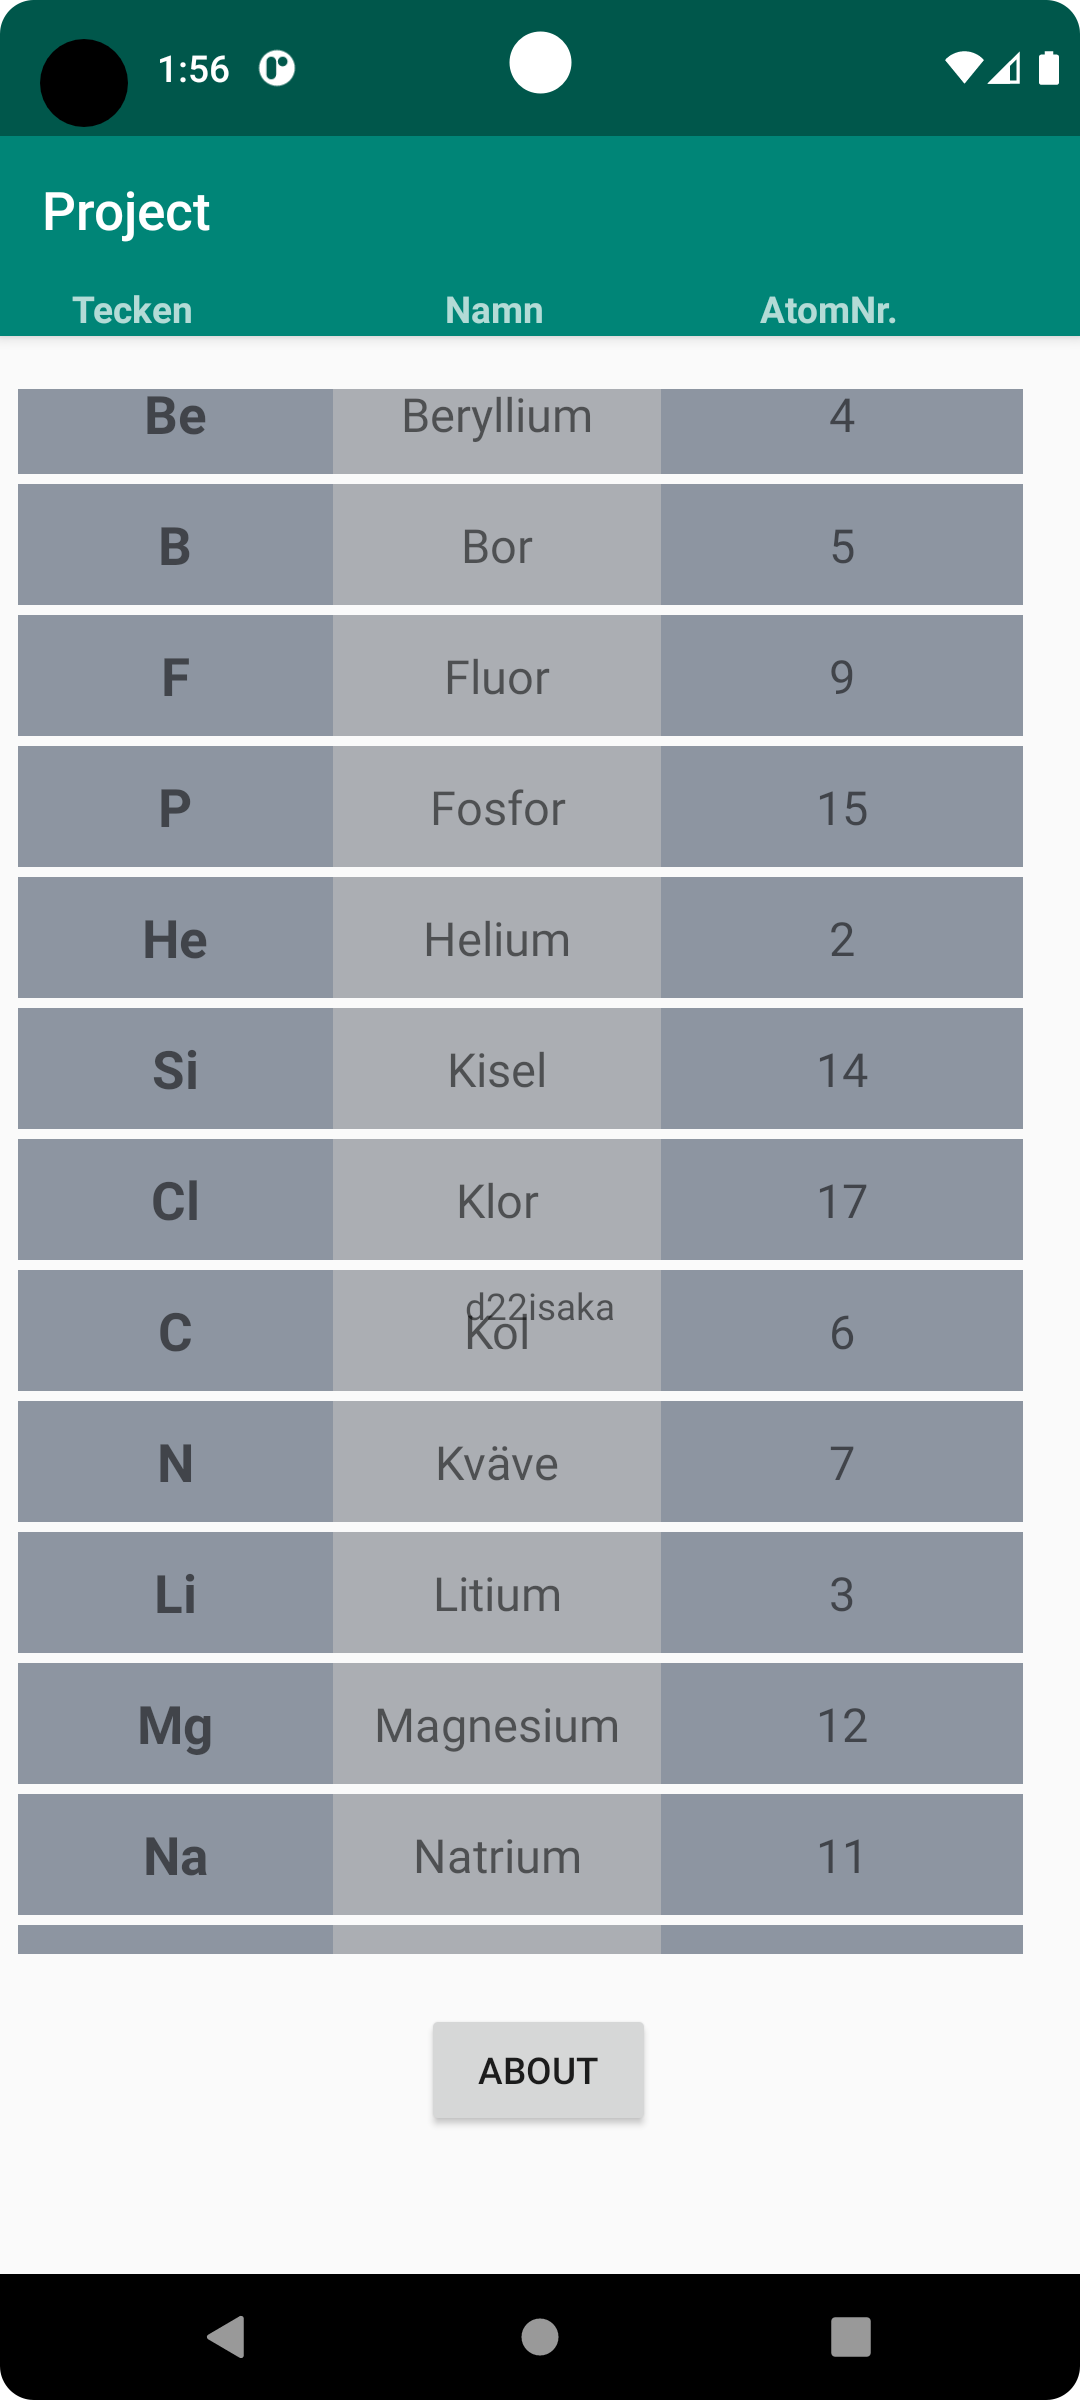 1:56
Project
Tecken Namn AtomNr.
Be Beryllium 4
B Bor 5
F Fluor 9
P Fosfor 15
He Helium 2
Si Kisel 14
Cl Klor 17
d22isaka
C Kol 6
N Kväve 7
Li Litium 3
Mg Magnesium 12
Na Natrium 11
ABOUT